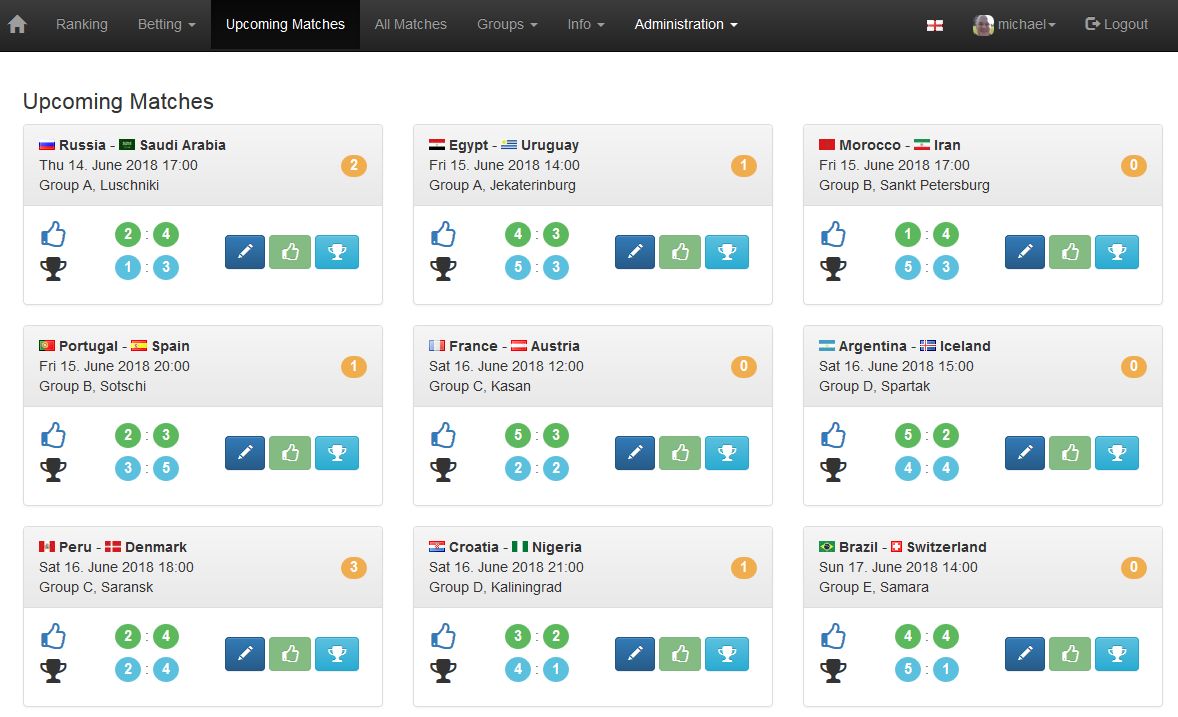 Ranking Betting Upcoming Matches All Matches Groups Info Administration michael Logout
Upcoming Matches
Russia - Saudi Arabia
Thu 14. June 2018 17:00
2
Group A, Luschniki
2 : 4
1 : 3
Egypt - Uruguay
Fri 15. June 2018 14:00
1
Group A, Jekaterinburg
4 : 3
5 : 3
Morocco - Iran
Fri 15. June 2018 17:00
0
Group B, Sankt Petersburg
1 : 4
5 : 3
Portugal - Spain
Fri 15. June 2018 20:00
1
Group B, Sotschi
2 : 3
3 : 5
France - Austria
Sat 16. June 2018 12:00
0
Group C, Kasan
5 : 3
2 : 2
Argentina - Iceland
Sat 16. June 2018 15:00
0
Group D, Spartak
5 : 2
4 : 4
Peru - Denmark
Sat 16. June 2018 18:00
3
Group C, Saransk
2 : 4
2 : 4
Croatia - Nigeria
Sat 16. June 2018 21:00
1
Group D, Kaliningrad
3 : 2
4 : 1
Brazil - Switzerland
Sun 17. June 2018 14:00
0
Group E, Samara
4 : 4
5 : 1